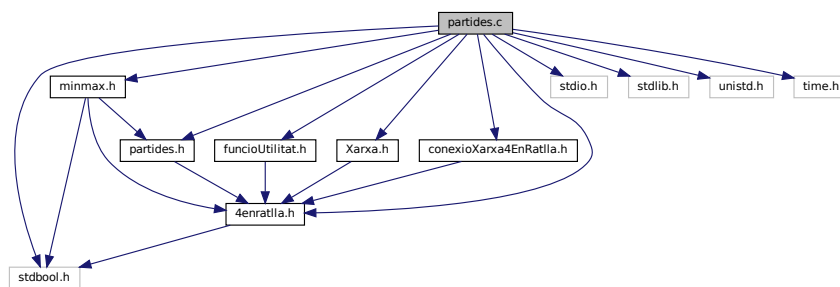 partides.c
minmax.h
stdio.h
stdlib.h
unistd.h
time.h
partides.h
funcioUtilitat.h
Xarxa.h
conexioXarxa4EnRatlla.h
4enratlla.h
stdbool.h